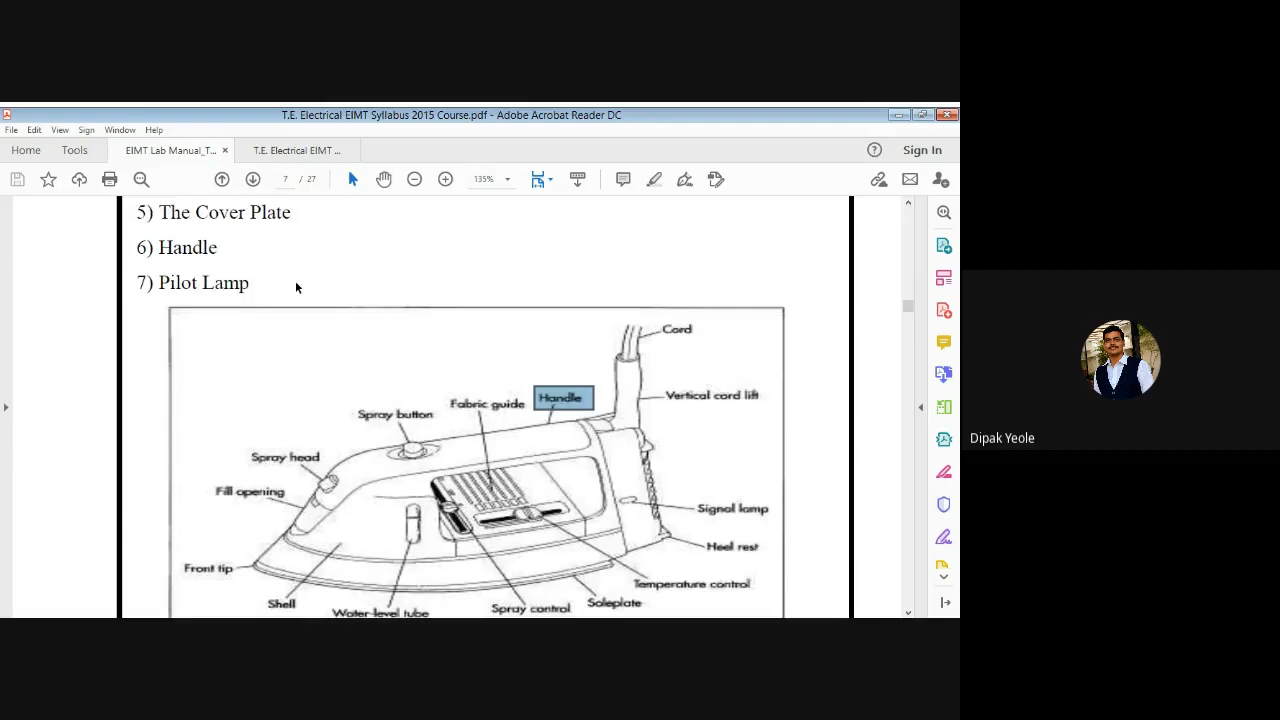 T.E. Electrical EIMT Syllabus 2015 Course.pdf - Adobe Acrobat Reader DC
File Edit View Sign Window Help
Home Tools EIMT Lab Manual_T... × T.E. Electrical EIMT ... Sign In
7 / 27 135%
5) The Cover Plate
6) Handle
7) Pilot Lamp
Cord
Vertical cord lift
Handle
Fabric guide
Spray button
Spray head
Fill opening
Signal lamp
Heel rest
Front tip
Temperature control
Shell
Water-level tube
Spray control
Soleplate
Dipak Yeole